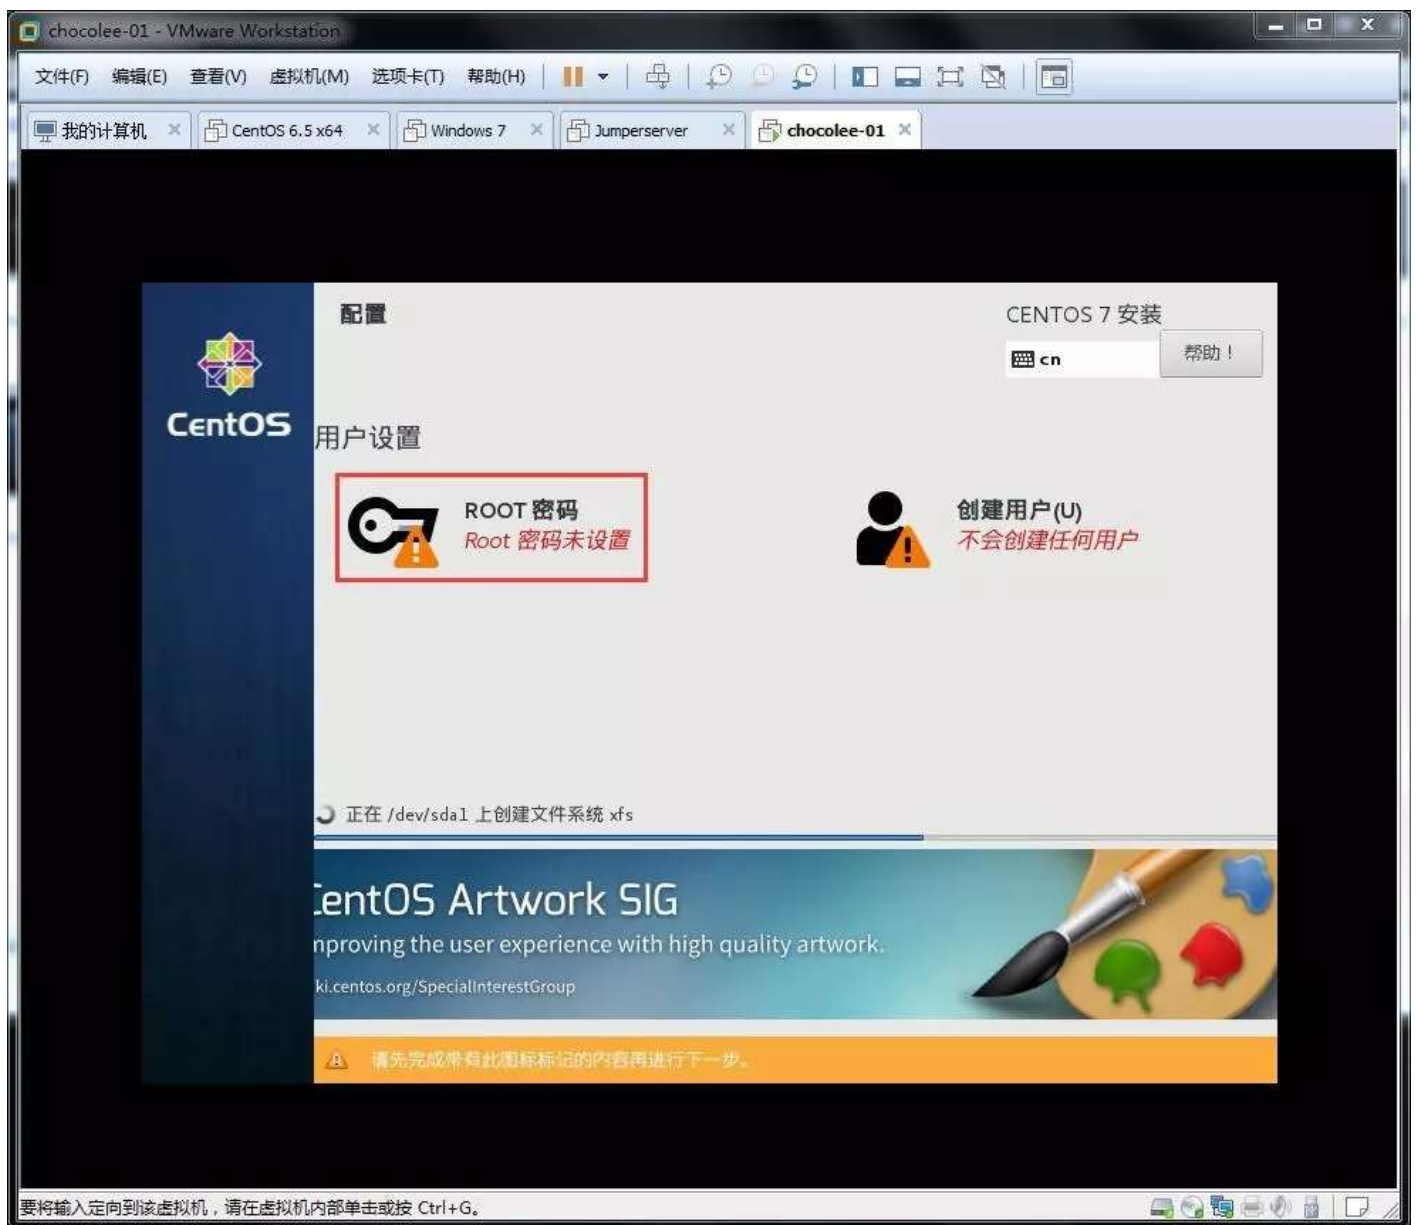 chocolee-01 - VMware Workstation
文件(F) 编辑(E) 查看(V) 虚拟机(M) 选项卡(T) 帮助(H)
我的计算机 CentOS 6.5 x64 Windows 7 Jumperserver chocolee-01
配置
CENTOS 7 安装
cn
帮助！
CentOS
用户设置
ROOT 密码
Root 密码未设置
创建用户(U)
不会创建任何用户
正在 /dev/sda1 上创建文件系统 xfs
CentOS Artwork SIG
mproving the user experience with high quality artwork.
ki.centos.org/SpecialInterestGroup
请先完成带有此图标标记的内容再进行下一步。
要将输入定向到该虚拟机，请在虚拟机内部单击或按 Ctrl+G。